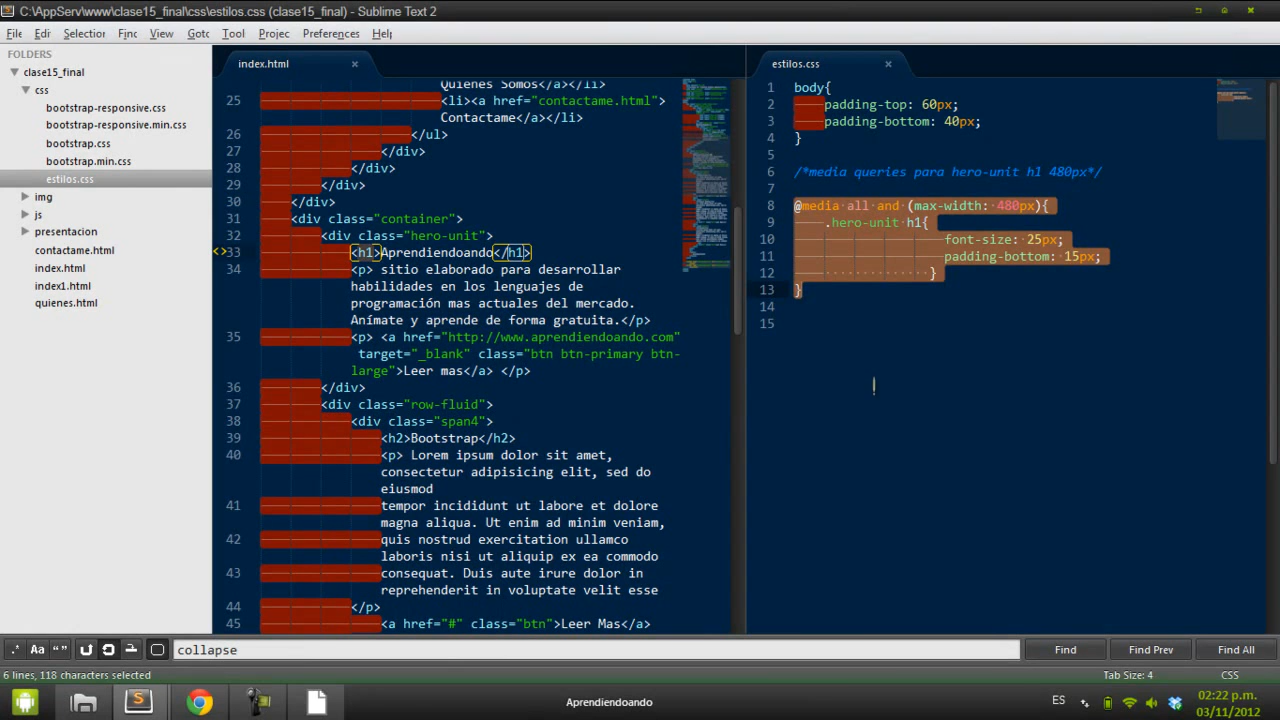 C:\AppServ\www\clase15_final\css\estilos.css (clase15_final) - Sublime Text 2
File Edi Selection Find View Goto Tool Projec Preferences Help
FOLDERS
clase15_final
css
bootstrap-responsive.css
bootstrap-responsive.min.css
bootstrap.css
bootstrap.min.css
estilos.css
img
js
presentacion
contactame.html
index.html
index1.html
quienes.html
index.html
Quienes Somos</a></li>
25 <li><a href="contactame.html">
Contactame</a></li>
26 </ul>
27 </div>
28 </div>
29 </div>
30 </div>
31 <div class="container">
32 <div class="hero-unit">
33 <h1>Aprendiendoando</h1>
34 <p> sitio elaborado para desarrollar
habilidades en los lenguajes de
programación mas actuales del mercado.
Anímate y aprende de forma gratuita.</p>
35 <p> <a href="http://www.aprendiendoando.com"
target="_blank" class="btn btn-primary btn-
large">Leer mas</a> </p>
36 </div>
37 <div class="row-fluid">
38 <div class="span4">
39 <h2>Bootstrap</h2>
40 <p> Lorem ipsum dolor sit amet,
consectetur adipisicing elit, sed do
eiusmod
41 tempor incididunt ut labore et dolore
magna aliqua. Ut enim ad minim veniam,
42 quis nostrud exercitation ullamco
laboris nisi ut aliquip ex ea commodo
43 consequat. Duis aute irure dolor in
reprehenderit in voluptate velit esse
44 </p>
45 <a href="#" class="btn">Leer Mas</a>
estilos.css
1 body{
2 padding-top: 60px;
3 padding-bottom: 40px;
4 }
5
6 /*media queries para hero-unit h1 480px*/
7
8 @media all and (max-width: 480px){
9 .hero-unit h1{
10 font-size: 25px;
11 padding-bottom: 15px;
12 }
13 }
14
15
.* Aa “ ” collapse Find Find Prev Find All
6 lines, 118 characters selected Tab Size: 4 CSS
Aprendiendoando ES 02:22 p.m.
03/11/2012